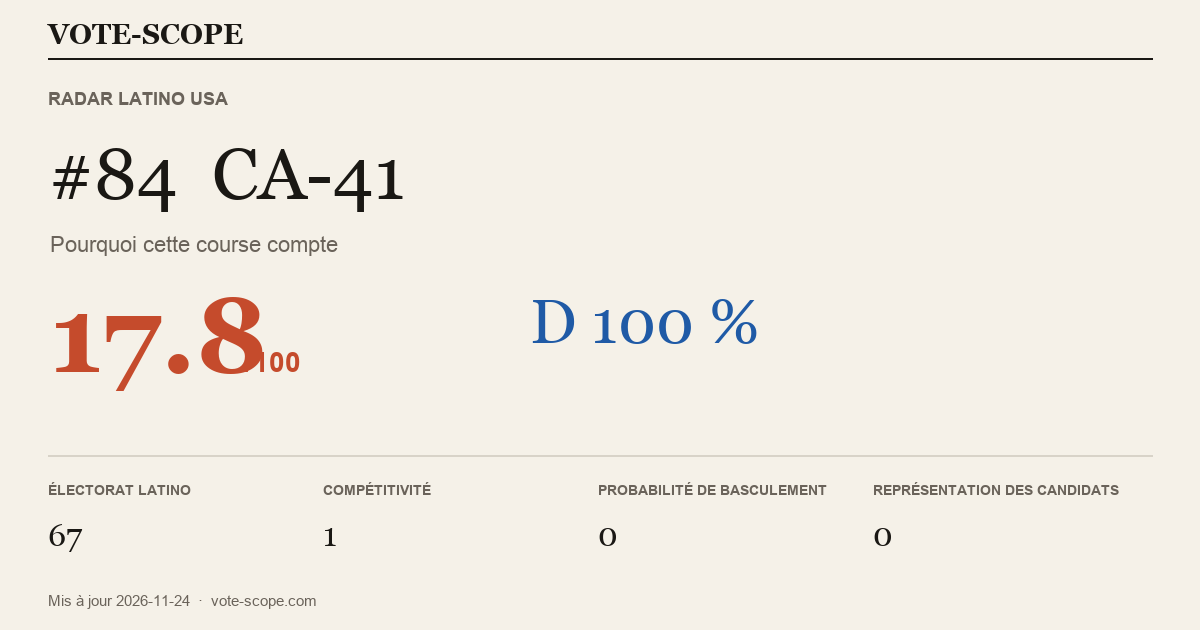 VOTE-SCOPE
RADAR LATINO USA
#84 CA-41
Pourquoi cette course compte
17.8 100
D 100 %
ÉLECTORAT LATINO
COMPÉTITIVITÉ
PROBABILITÉ DE BASCULEMENT
REPRÉSENTATION DES CANDIDATS
67
1
0
0
Mis à jour 2026-11-24 · vote-scope.com